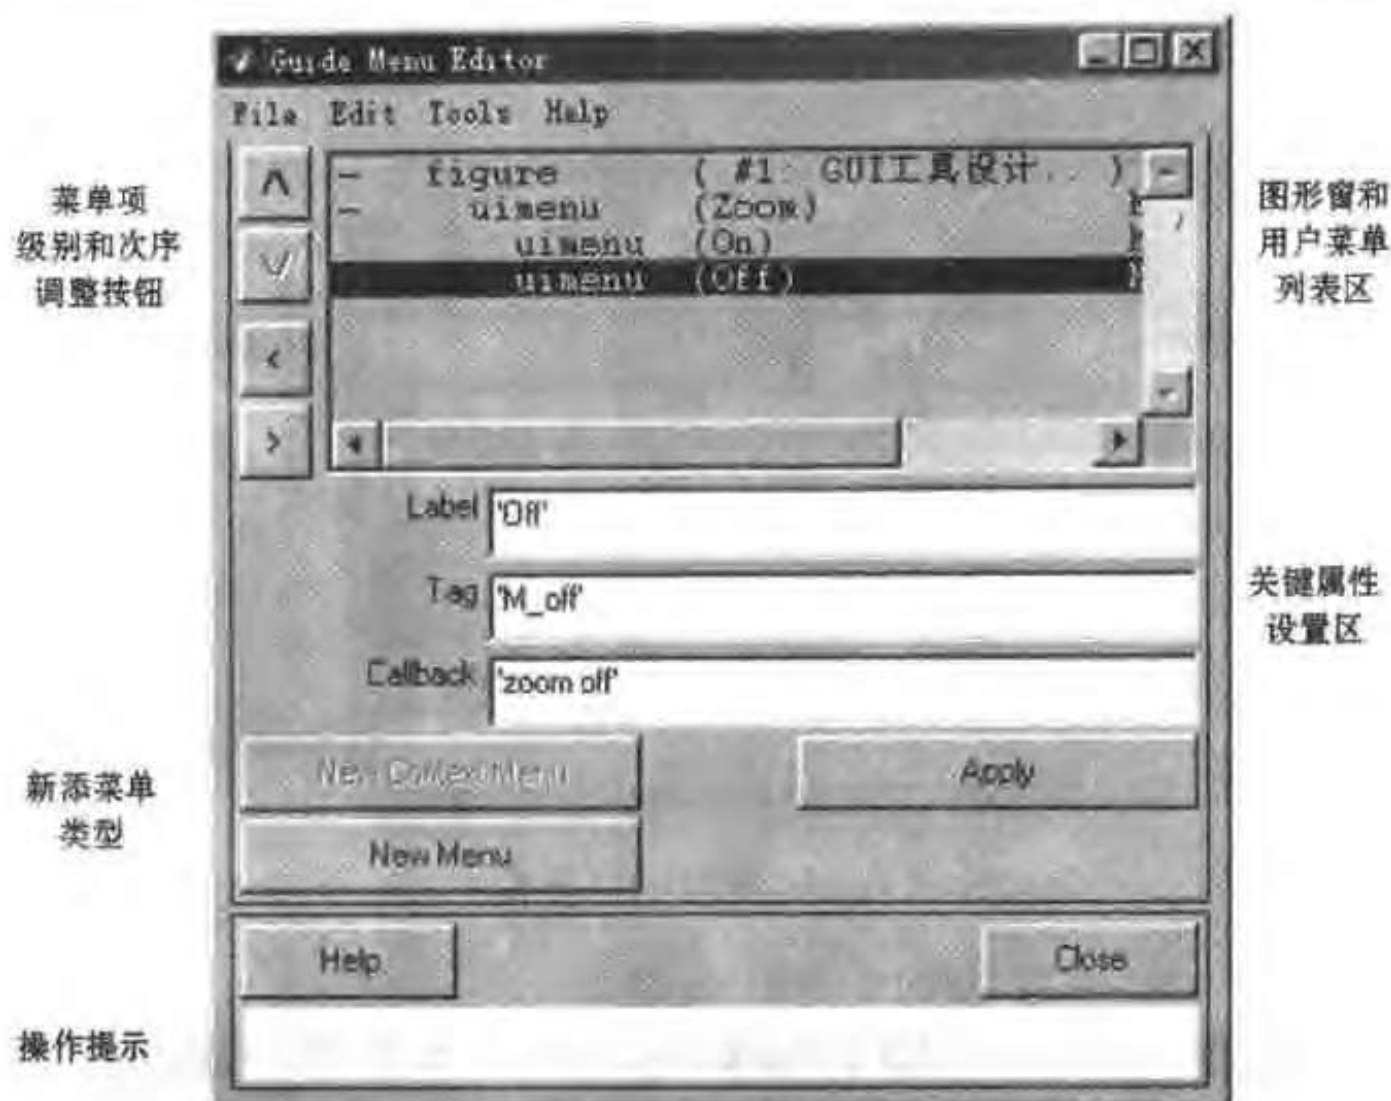 Guide Menu Editor
File Edit Tools Help
菜单项
级别和次序
调整按钮
^
\/
<
>
- figure ( #1: GUI工具设计.. )
- uimenu (Zoom)
uimenu (On)
uimenu (Off)
图形窗和
用户菜单
列表区
Label 'Off'
Tag 'M_off'
Callback 'zoom off'
关键属性
设置区
新添菜单
类型
New Context Menu
Apply
New Menu
Help
Close
操作提示